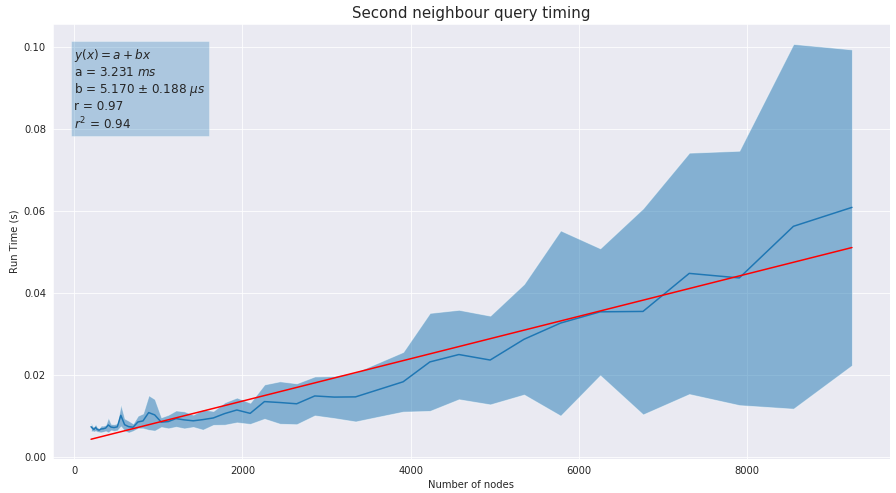 Second neighbour query timing
y(x) = a + bx
a = 3.231 ms
b = 5.170 ± 0.188 μs
r = 0.97
r² = 0.94
0.10
0.08
0.06
0.04
0.02
0.00
Run Time (s)
0 2000 4000 6000 8000
Number of nodes